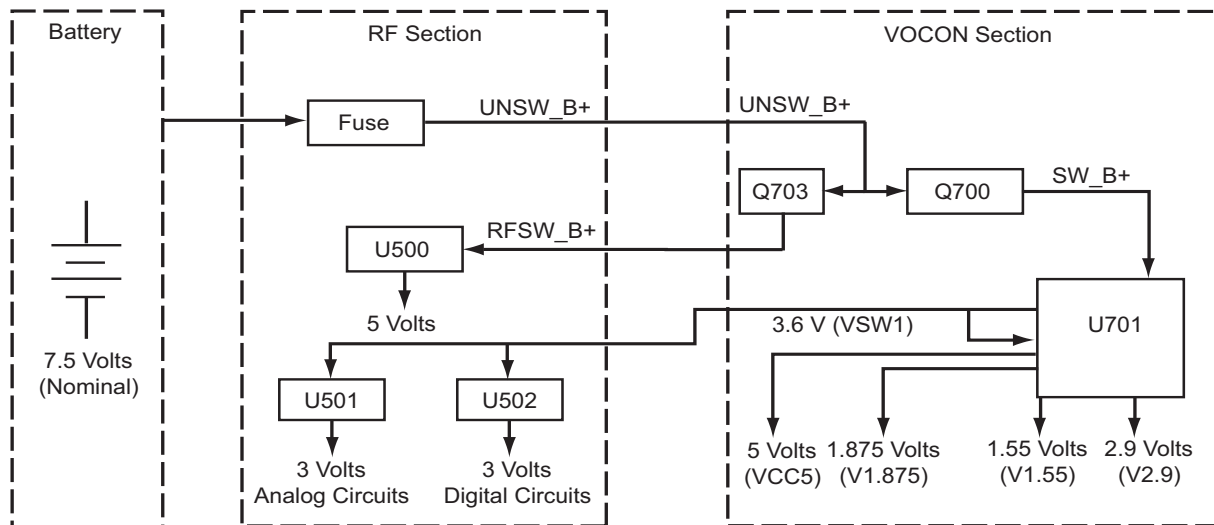 Battery
RF Section
VOCON Section
Fuse
UNSW_B+
UNSW_B+
Q703
Q700
SW_B+
U500
RFSW_B+
5 Volts
3.6 V (VSW1)
U701
7.5 Volts
(Nominal)
U501
U502
3 Volts
Analog Circuits
3 Volts
Digital Circuits
5 Volts
(VCC5)
1.875 Volts
(V1.875)
1.55 Volts
(V1.55)
2.9 Volts
(V2.9)